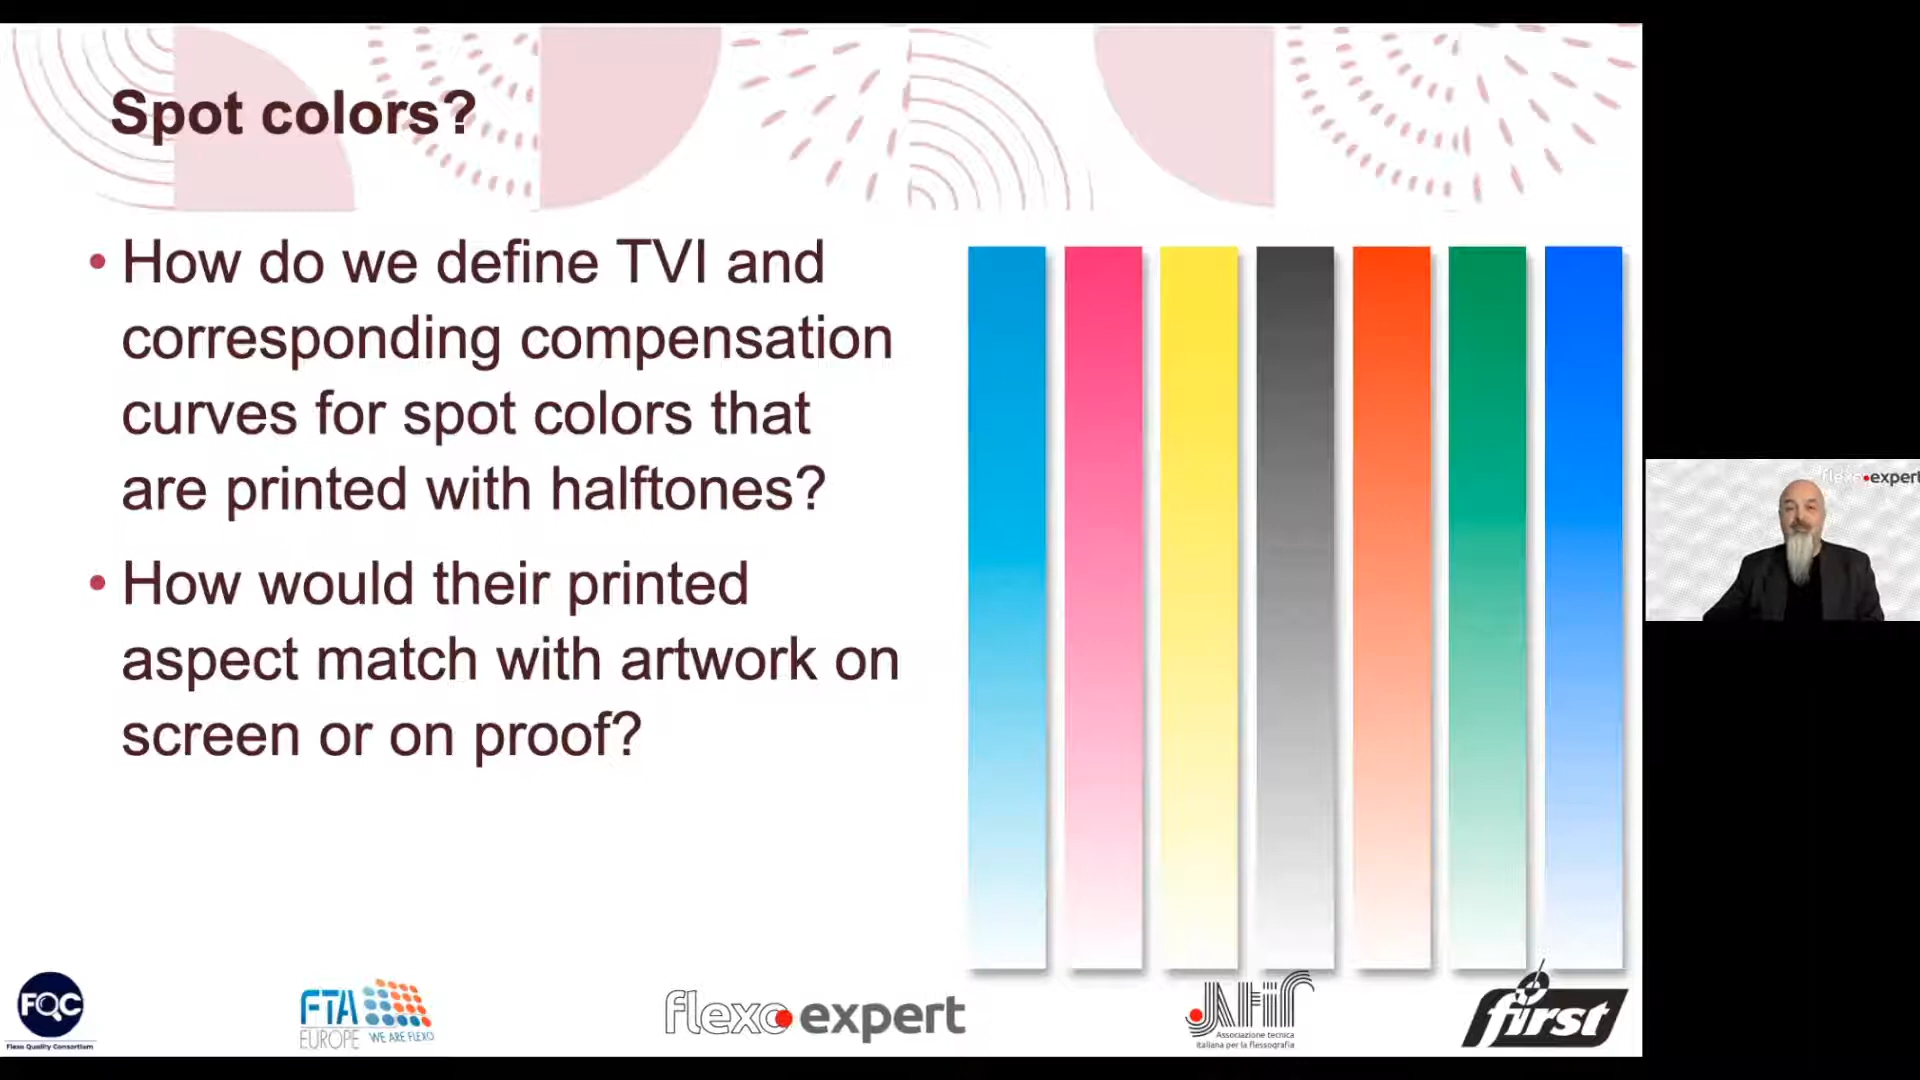 Spot colors?
• How do we define TVI and
corresponding compensation
curves for spot colors that
are printed with halftones?
• How would their printed
aspect match with artwork on
screen or on proof?
flexo expert
FQC
Flexo Quality Consortium
FTA
EUROPE WE ARE FLEXO
flexo expert
Atif
Associazione tecnica
italiana per la flessografia
first